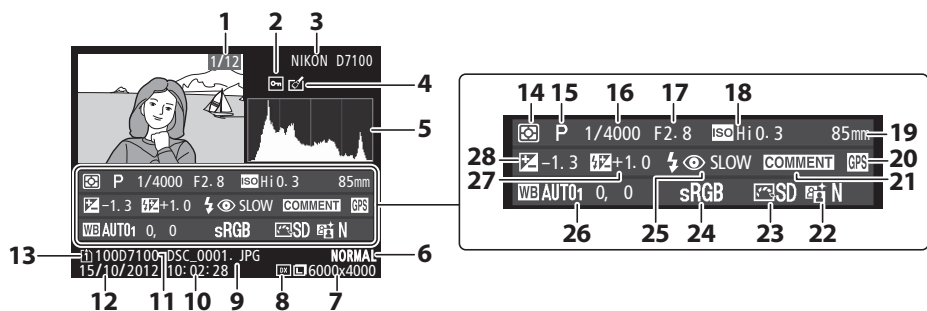 1 2 3
1/12 NIKON D7100
4
5
P 1/4000 F2.8 ISO Hi0.3 85mm
-1.3 +1.0 SLOW COMMENT GPS
WB AUTO1 0, 0 sRGB SD N
13 100D7100 DSC_0001.JPG NORMAL 6
15/10/2012 10:02:28 DX L 6000x4000
12 11 10 9 8 7
14 15 16 17 18
P 1/4000 F2.8 ISO Hi0.3 85mm 19
28 -1.3 +1.0 SLOW COMMENT GPS 20
27 21
WB AUTO1 0, 0 sRGB SD N
26 25 24 23 22